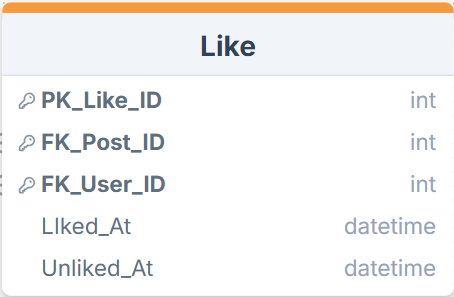 Like
PK_Like_ID int
FK_Post_ID int
FK_User_ID int
LIked_At datetime
Unliked_At datetime